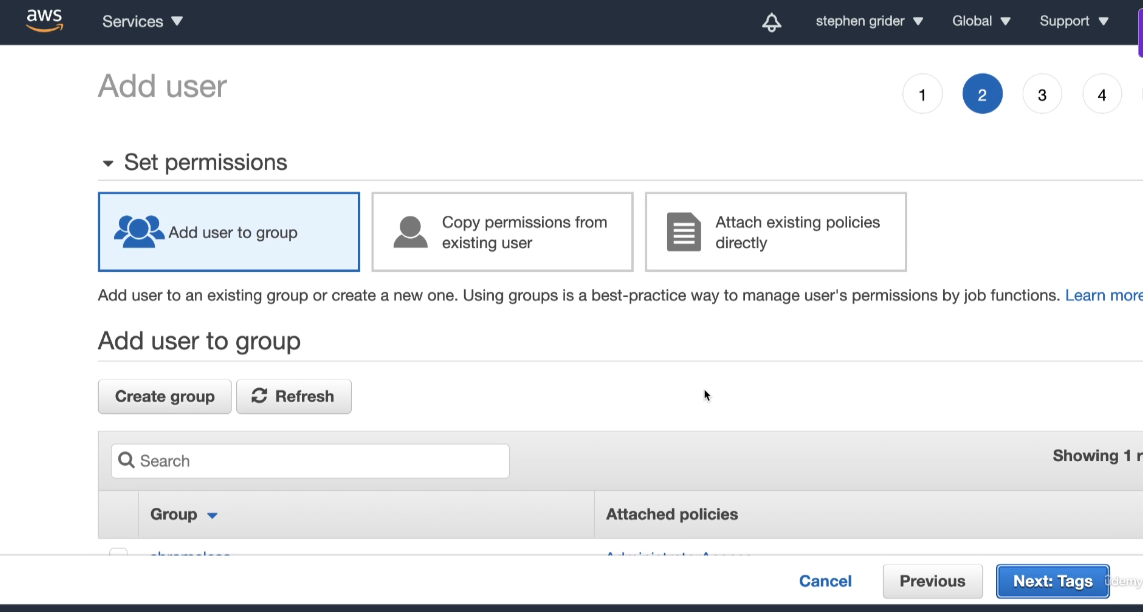 aws Services stephen grider Global Support
Add user 1 2 3 4
Set permissions
Add user to group
Copy permissions from existing user
Attach existing policies directly
Add user to an existing group or create a new one. Using groups is a best-practice way to manage user's permissions by job functions. Learn more
Add user to group
Create group Refresh
Search Showing 1 r
Group Attached policies
Cancel Previous Next: Tags ûdemy